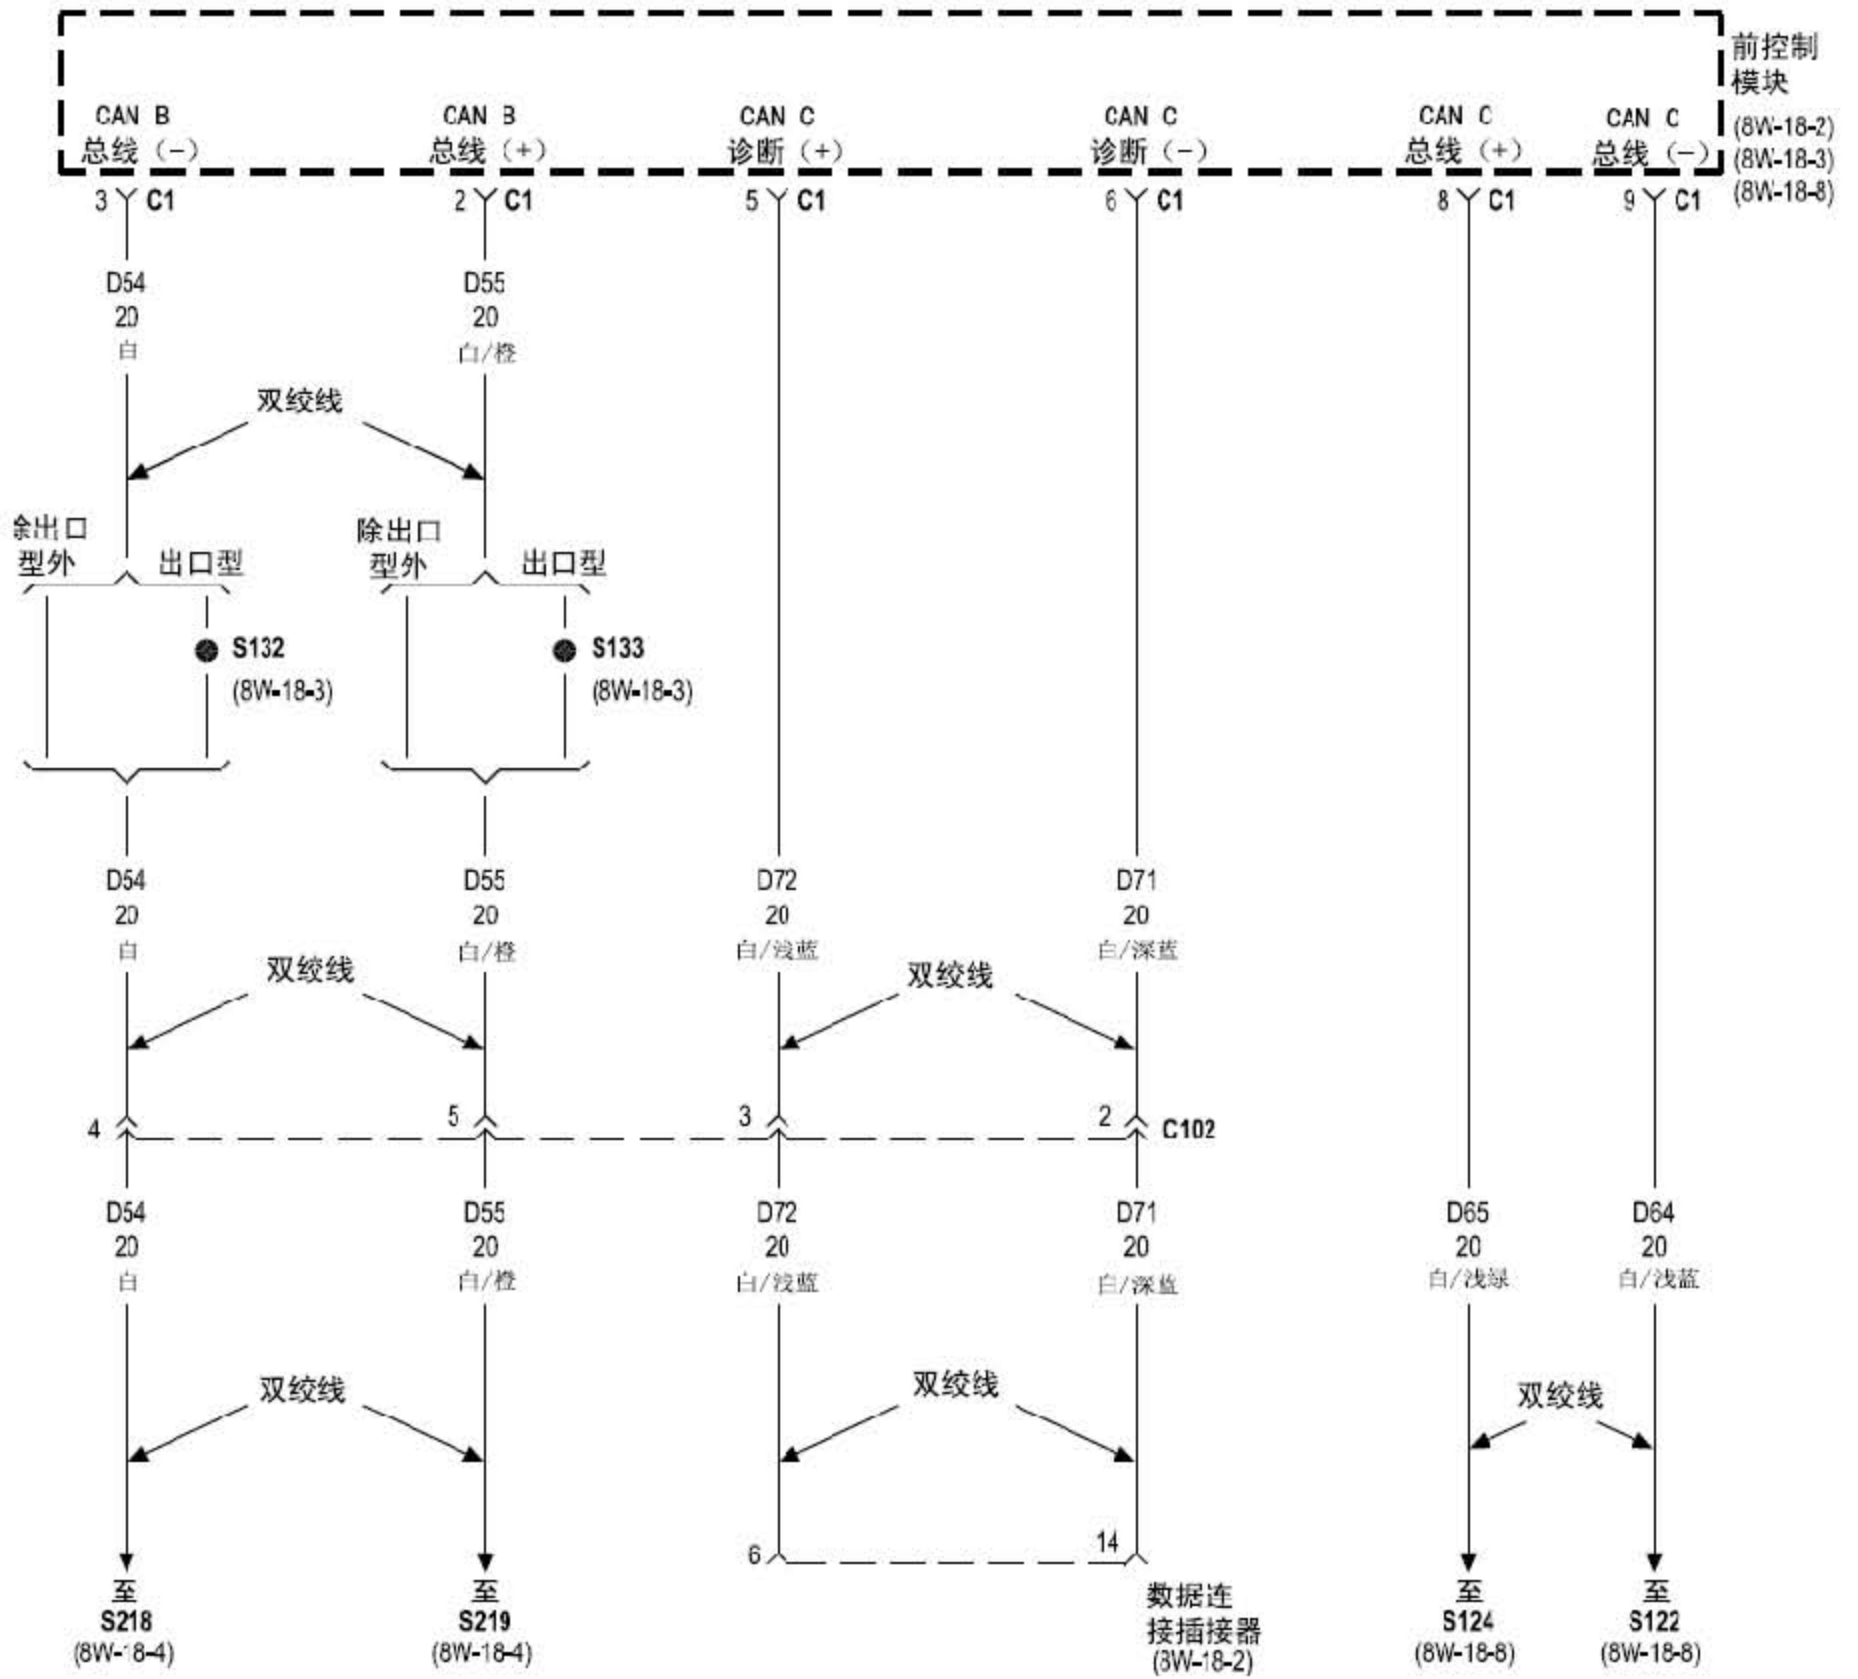 前控制
模块
(8W-18-2)
(8W-18-3)
(8W-18-8)
CAN B
总线 (-)
CAN B
总线 (+)
CAN C
诊断 (+)
CAN C
诊断 (-)
CAN C
总线 (+)
CAN C
总线 (-)
3 C1
2 C1
5 C1
6 C1
8 C1
9 C1
D54
20
白
D55
20
白/橙
双绞线
除出口
型外
出口型
除出口
型外
出口型
S132
(8W-18-3)
S133
(8W-18-3)
D54
20
白
D55
20
白/橙
D72
20
白/浅蓝
D71
20
白/深蓝
双绞线
双绞线
4
5
3
2
C102
D54
20
白
D55
20
白/橙
D72
20
白/浅蓝
D71
20
白/深蓝
D65
20
白/浅绿
D64
20
白/浅蓝
双绞线
双绞线
双绞线
6
14
至
S218
(8W-18-4)
至
S219
(8W-18-4)
数据连
接插接器
(8W-18-2)
至
S124
(8W-18-8)
至
S122
(8W-18-8)